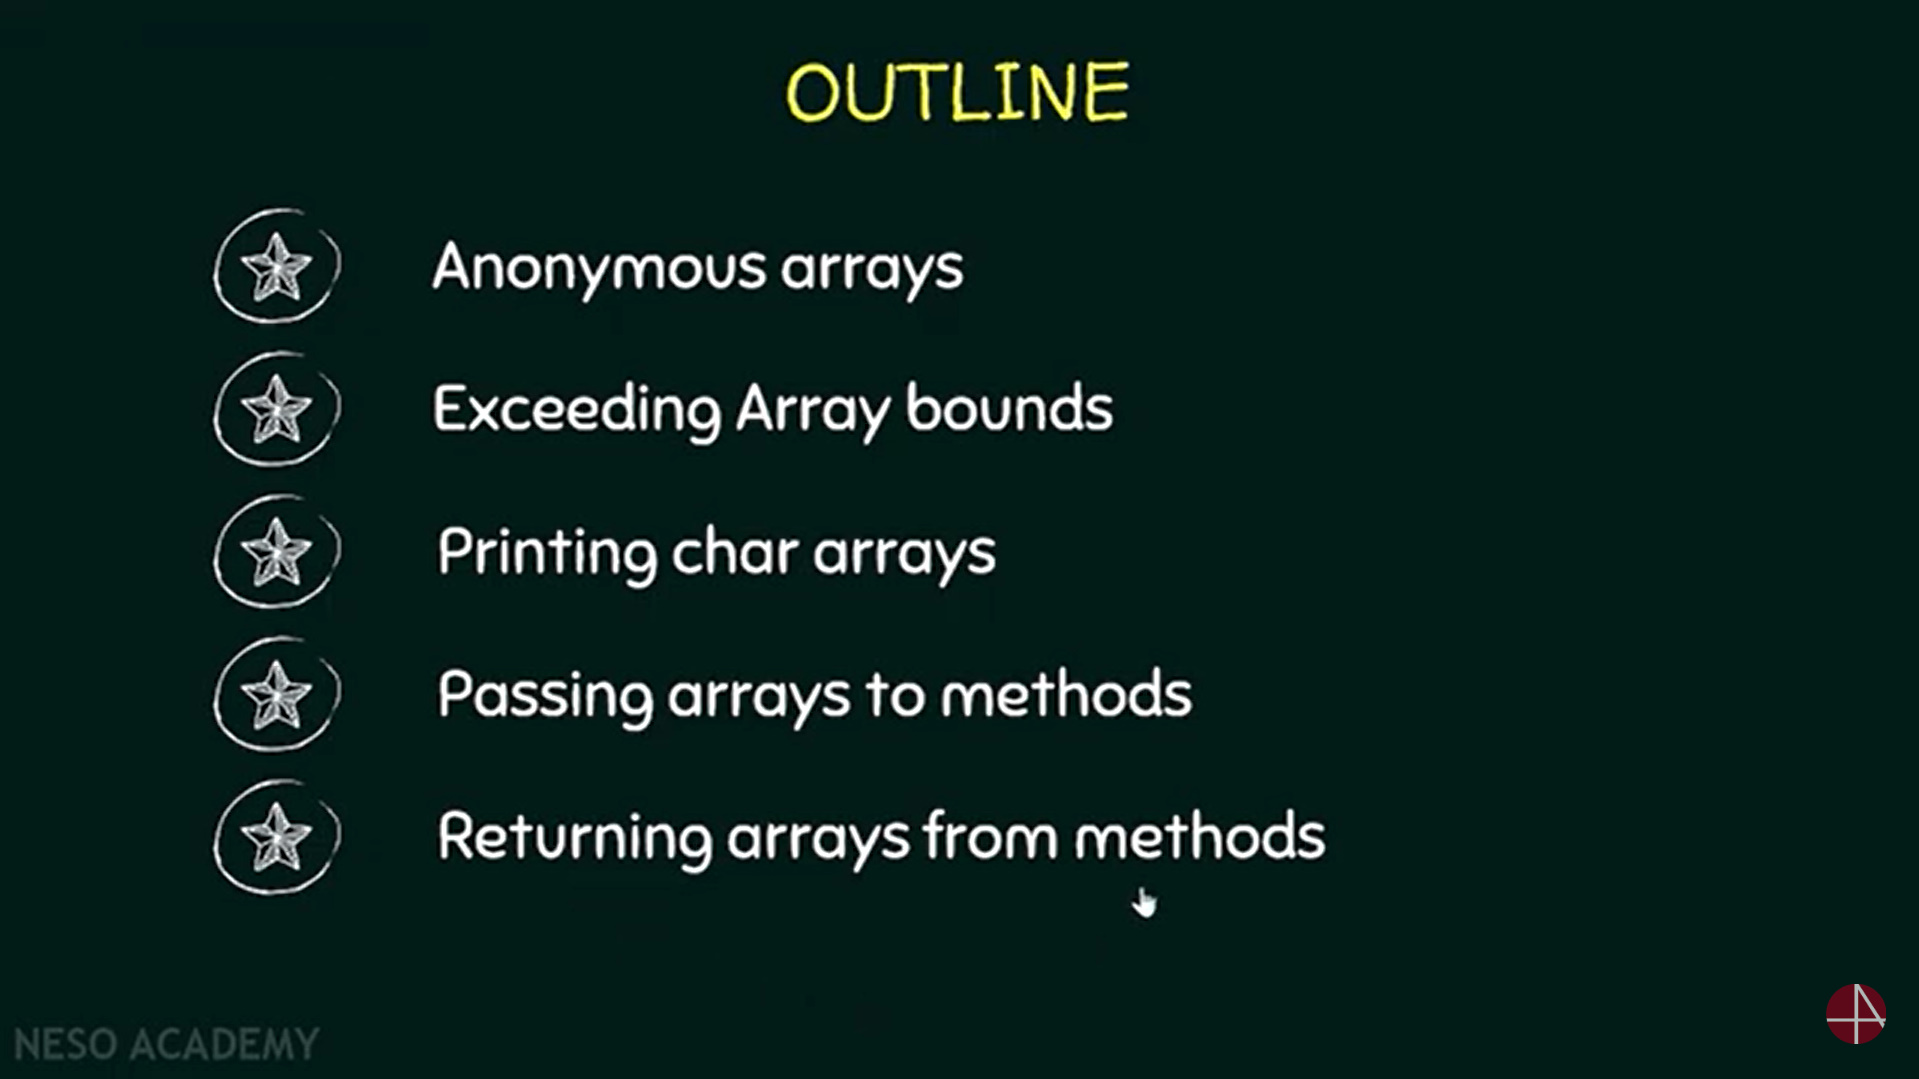 OUTLINE
Anonymous arrays
Exceeding Array bounds
Printing char arrays
Passing arrays to methods
Returning arrays from methods
NESO ACADEMY